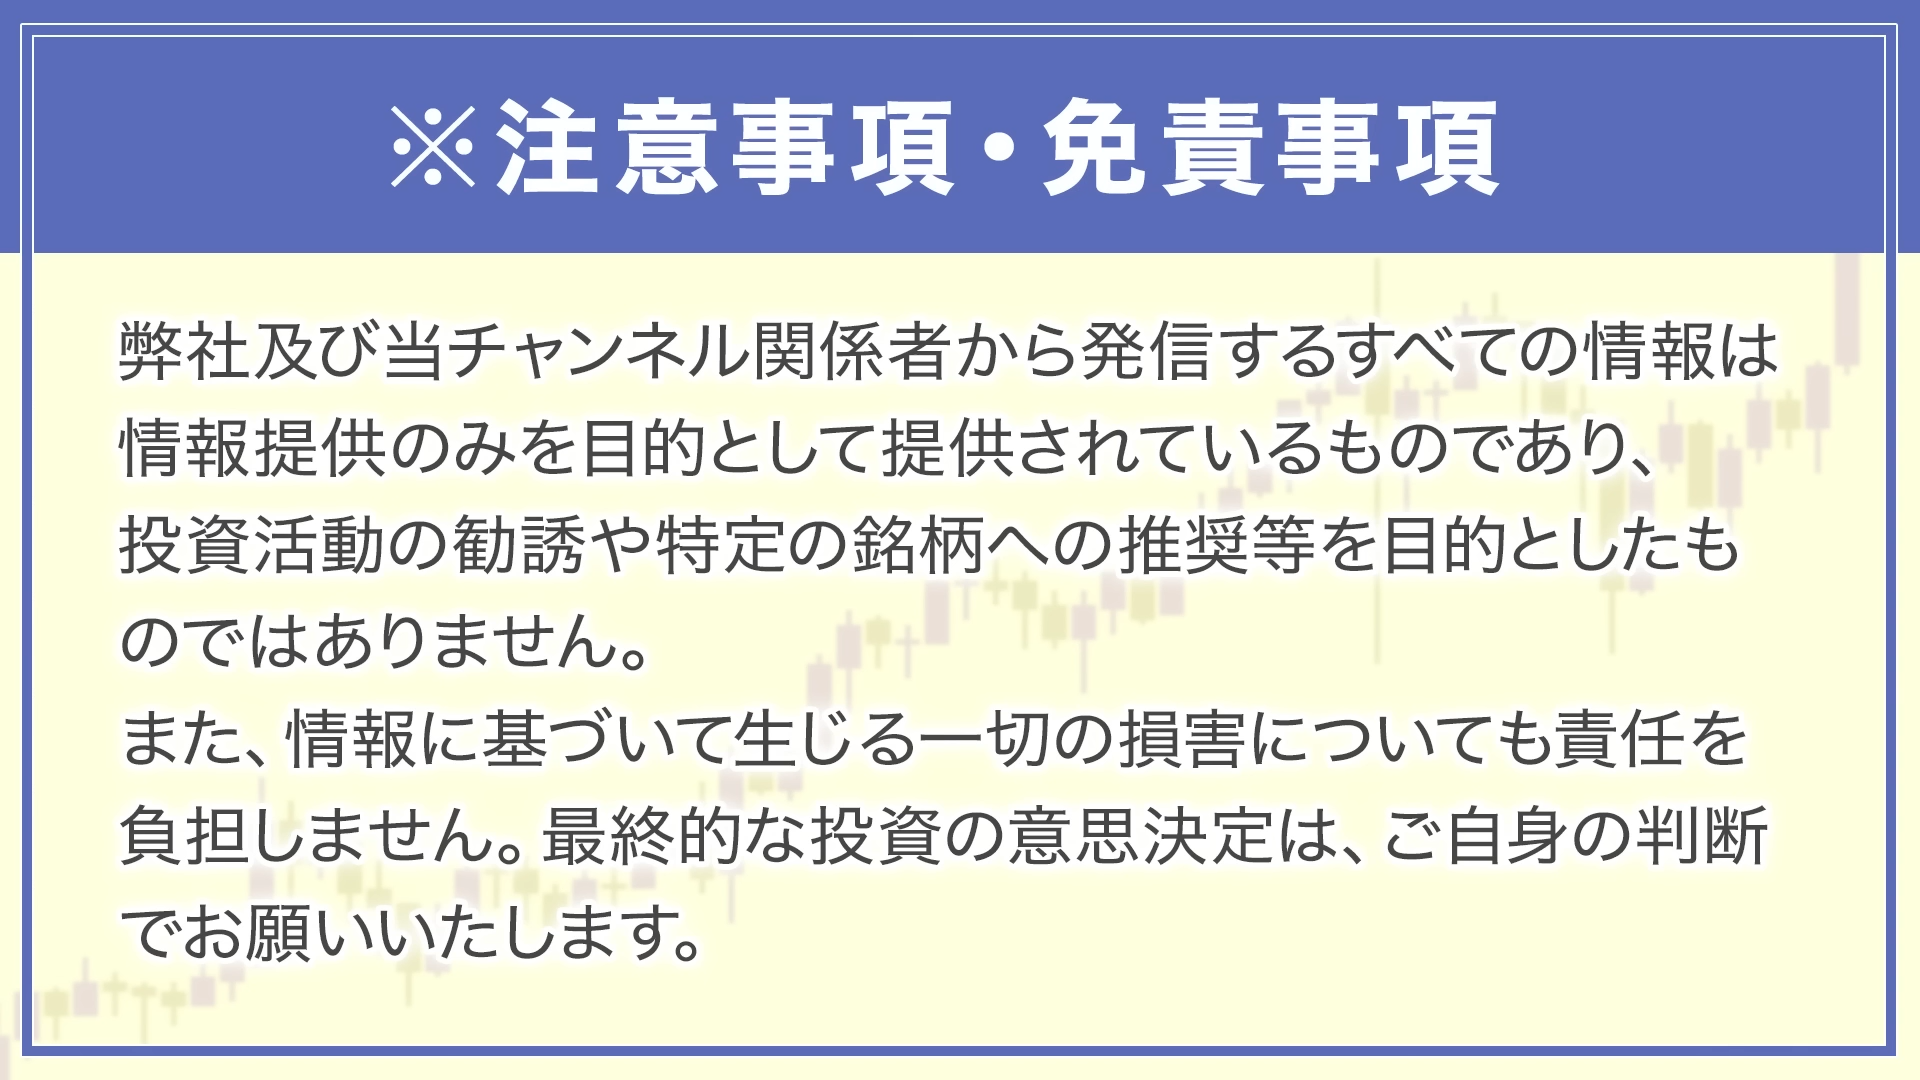 ※注意事項・免責事項
弊社及び当チャンネル関係者から発信するすべての情報は
情報提供のみを目的として提供されているものであり、
投資活動の勧誘や特定の銘柄への推奨等を目的としたも
のではありません。
また、情報に基づいて生じる一切の損害についても責任を
負担しません。最終的な投資の意思決定は、ご自身の判断
でお願いいたします。